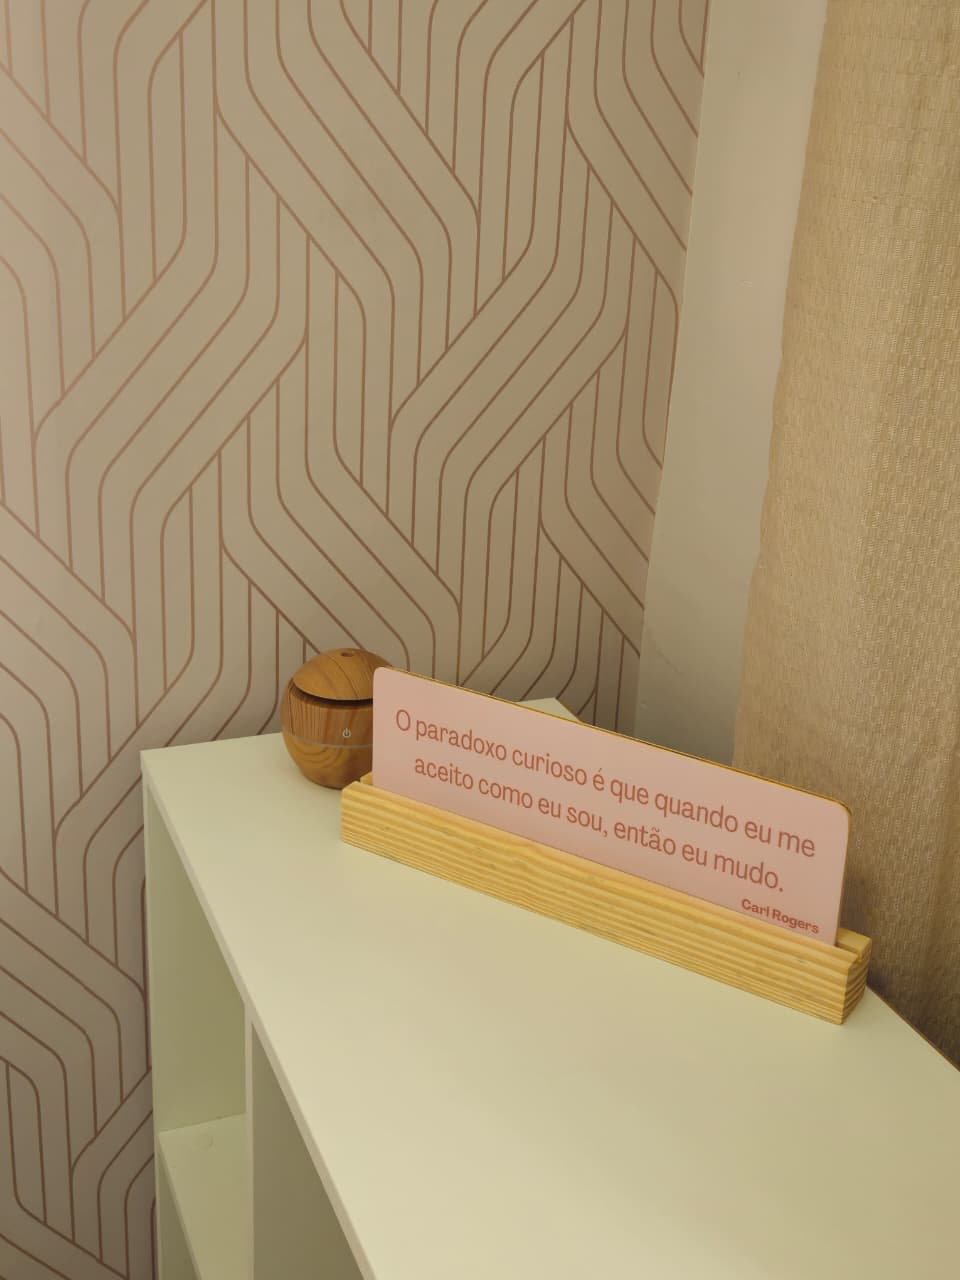 O paradoxo curioso é que quando eu me
aceito como eu sou, então eu mudo.
Carl Rogers